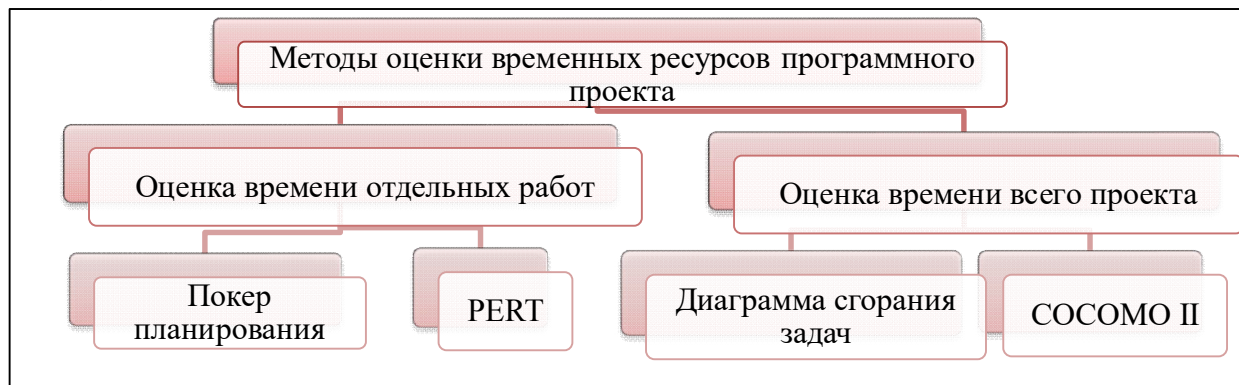 Методы оценки временных ресурсов программного
проекта
Оценка времени отдельных работ
Оценка времени всего проекта
Покер
планирования
PERT
Диаграмма сгорания
задач
COCOMO II